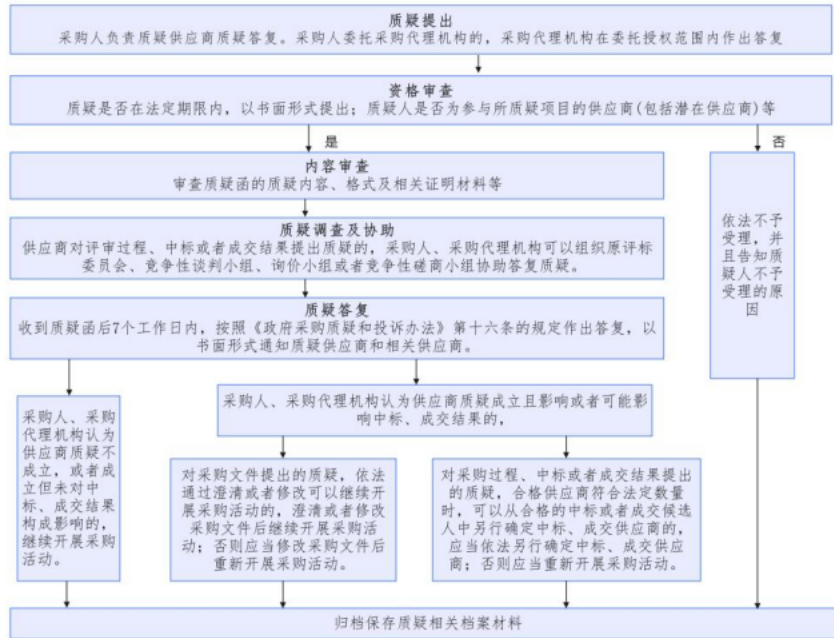 质疑提出
采购人负责质疑供应商质疑答复。采购人委托采购代理机构的，采购代理机构在委托授权范围内作出答复
资格审查
质疑是否在法定期限内，以书面形式提出；质疑人是否为参与所质疑项目的供应商(包括潜在供应商)等
是
否
内容审查
审查质疑函的质疑内容、格式及相关证明材料等
依法不予
受理，并
且告知质
疑人不予
受理的原
因
质疑调查及协助
供应商对评审过程、中标或者成交结果提出质疑的，采购人、采购代理机构可以组织原评标
委员会、竞争性谈判小组、询价小组或者竞争性磋商小组协助答复质疑。
质疑答复
收到质疑函后7个工作日内，按照《政府采购质疑和投诉办法》第十六条的规定作出答复，以
书面形式通知质疑供应商和相关供应商。
采购人、采购
代理机构认为
供应商质疑不
成立，或者成
立但未对中
标、成交结果
构成影响的，
继续开展采购
活动。
采购人、采购代理机构认为供应商质疑成立且影响或者可能影
响中标、成交结果的，
对采购文件提出的质疑，依法
通过澄清或者修改可以继续开
展采购活动的，澄清或者修改
采购文件后继续开展采购活
动；否则应当修改采购文件后
重新开展采购活动。
对采购过程、中标或者成交结果提出
的质疑，合格供应商符合法定数量
时，可以从合格的中标或者成交候选
人中另行确定中标、成交供应商的，
应当依法另行确定中标、成交供应
商；否则应当重新开展采购活动。
归档保存质疑相关档案材料